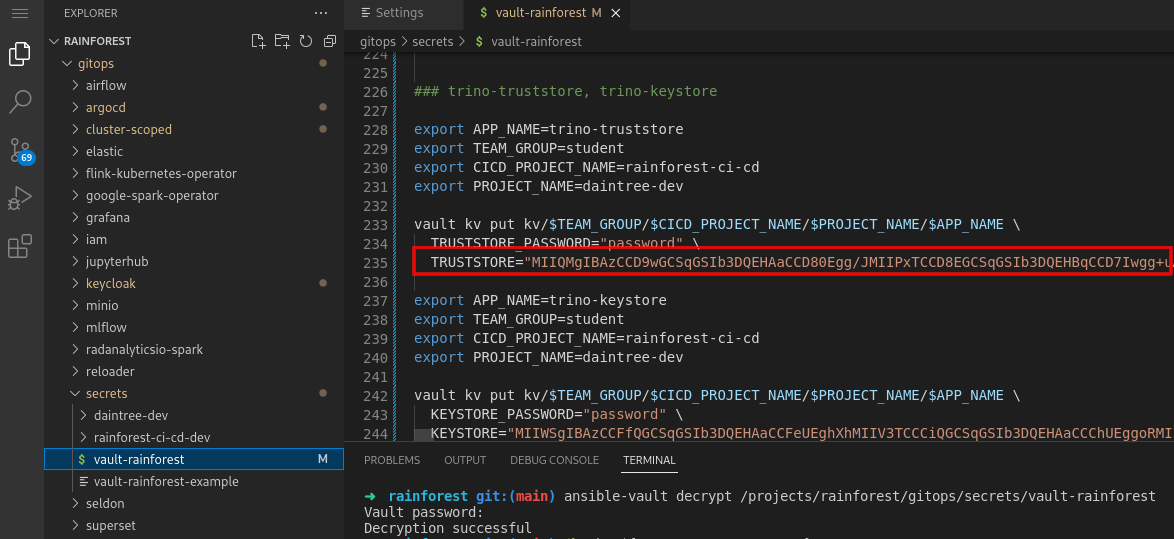 EXPLORER
RAINFOREST
gitops
airflow
argocd
cluster-scoped
elastic
flink-kubernetes-operator
google-spark-operator
grafana
iam
jupyterhub
keycloak
minio
mlflow
radanalyticsio-spark
reloader
secrets
daintree-dev
rainforest-ci-cd-dev
$ vault-rainforest M
vault-rainforest-example
seldon
superset
69
Settings
$ vault-rainforest M
gitops > secrets > $ vault-rainforest
224
225
226 ### trino-truststore, trino-keystore
227
228 export APP_NAME=trino-truststore
229 export TEAM_GROUP=student
230 export CICD_PROJECT_NAME=rainforest-ci-cd
231 export PROJECT_NAME=daintree-dev
232
233 vault kv put kv/$TEAM_GROUP/$CICD_PROJECT_NAME/$PROJECT_NAME/$APP_NAME \
234 TRUSTSTORE_PASSWORD="password" \
235 TRUSTSTORE="MIIQMgIBAzCCD9wGCSqGSIb3DQEHAaCCD80Egg/JMIIPxTCCD8EGCSqGSIb3DQEHBqCCD7Iwgg+u
236
237 export APP_NAME=trino-keystore
238 export TEAM_GROUP=student
239 export CICD_PROJECT_NAME=rainforest-ci-cd
240 export PROJECT_NAME=daintree-dev
241
242 vault kv put kv/$TEAM_GROUP/$CICD_PROJECT_NAME/$PROJECT_NAME/$APP_NAME \
243 KEYSTORE_PASSWORD="password" \
244 KEYSTORE="MIIWSgIBAzCCFfQGCSqGSIb3DQEHAaCCFeUEghXhMIIV3TCCCiQGCSqGSIb3DQEHAaCCChUEggoRMI
PROBLEMS OUTPUT DEBUG CONSOLE TERMINAL
➜ rainforest git:(main) ansible-vault decrypt /projects/rainforest/gitops/secrets/vault-rainforest
Vault password:
Decryption successful